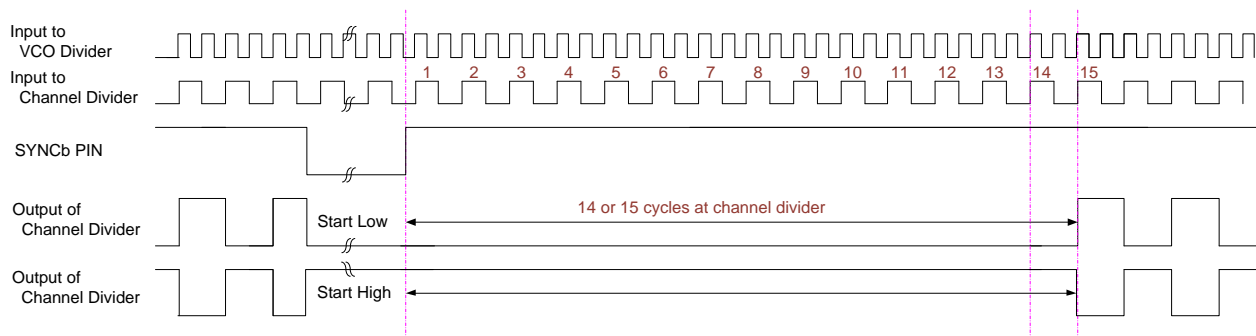 Input to
VCO Divider
Input to
Channel Divider
1 2 3 4 5 6 7 8 9 10 11 12 13 14 15
SYNCb PIN
Output of
Channel Divider
Start Low
14 or 15 cycles at channel divider
Output of
Channel Divider
Start High